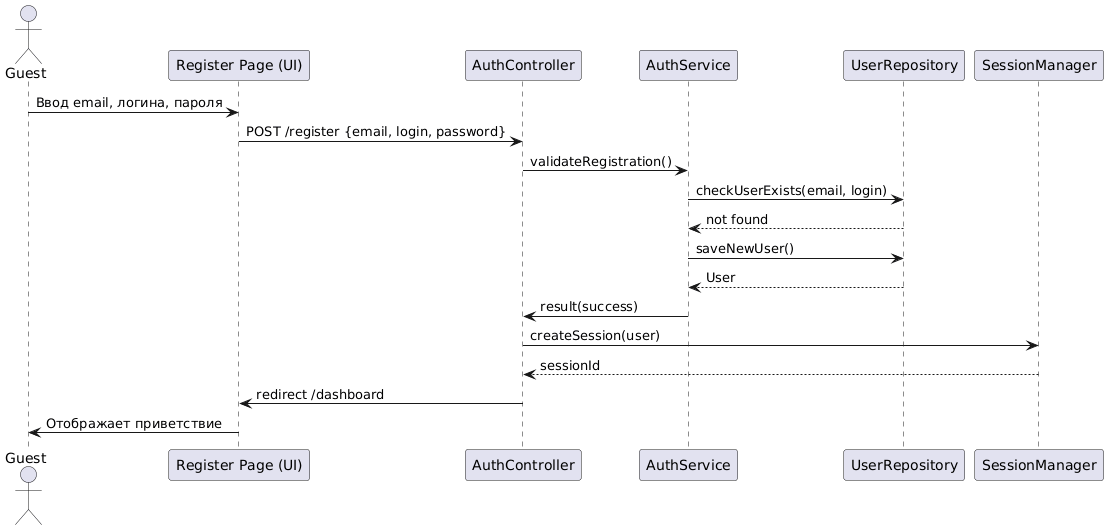 Guest
Register Page (UI)
AuthController
AuthService
UserRepository
SessionManager
Ввод email, логина, пароля
POST /register {email, login, password}
validateRegistration()
checkUserExists(email, login)
not found
saveNewUser()
User
result(success)
createSession(user)
sessionId
redirect /dashboard
Отображает приветствие
Guest
Register Page (UI)
AuthController
AuthService
UserRepository
SessionManager